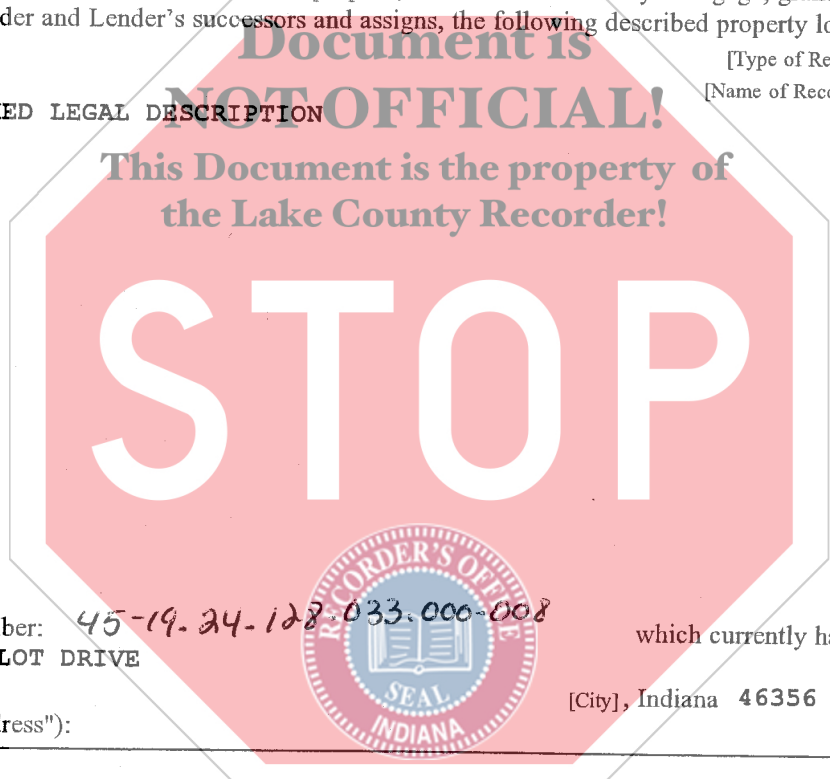 der and Lender's successors and assigns, the following described property lo
Document is
[Type of Re
[Name of Reco
ED LEGAL DESCRIPTION
NOT OFFICIAL!
This Document is the property of
the Lake County Recorder!
STOP
RECORDER'S OFFICE
SEAL
INDIANA
ber: 45-19-24-128-033.000-008
which currently ha
LOT DRIVE
[City], Indiana 46356
ress"):